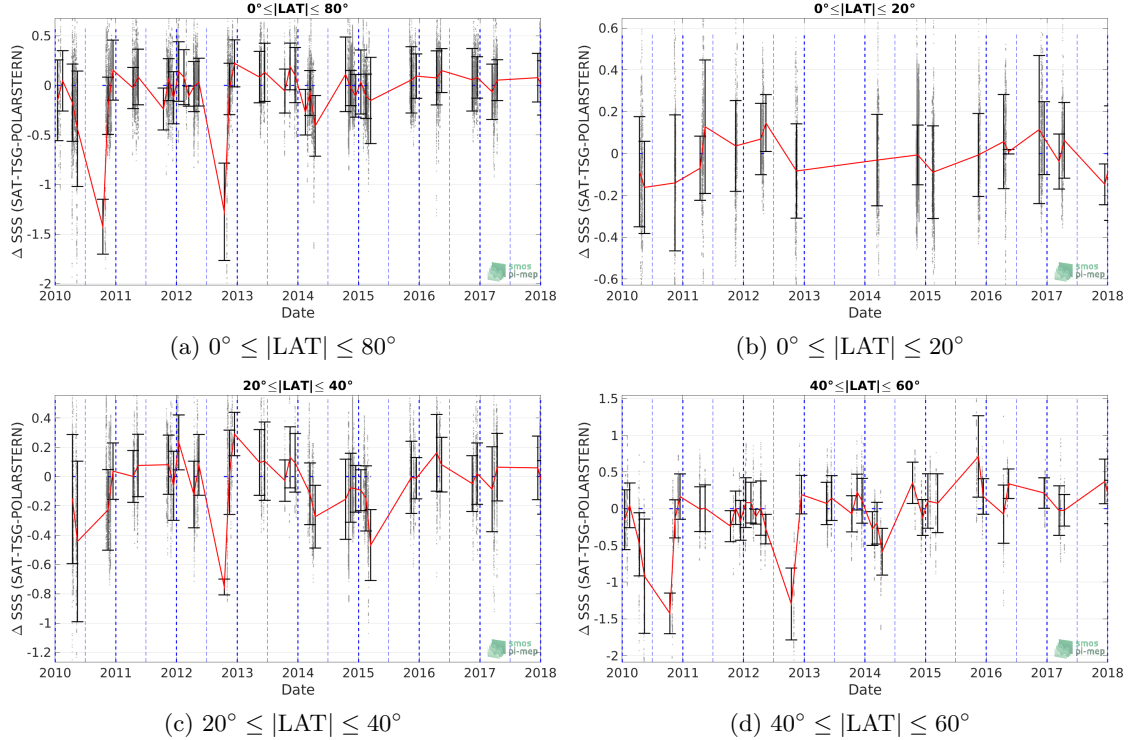 0°≤|LAT|≤ 80°
Δ SSS (SAT-TSG-POLARSTERN)
0.5
0
-0.5
-1
-1.5
-2
2010 2011 2012 2013 2014 2015 2016 2017 2018
Date
smos
pi-mep
(a) 0° ≤ |LAT| ≤ 80°
0°≤|LAT|≤ 20°
Δ SSS (SAT-TSG-POLARSTERN)
0.6
0.4
0.2
0
-0.2
-0.4
-0.6
2010 2011 2012 2013 2014 2015 2016 2017 2018
Date
smos
pi-mep
(b) 0° ≤ |LAT| ≤ 20°
20°≤|LAT|≤ 40°
Δ SSS (SAT-TSG-POLARSTERN)
0.4
0.2
0
-0.2
-0.4
-0.6
-0.8
-1
-1.2
2010 2011 2012 2013 2014 2015 2016 2017 2018
Date
smos
pi-mep
(c) 20° ≤ |LAT| ≤ 40°
40°≤|LAT|≤ 60°
Δ SSS (SAT-TSG-POLARSTERN)
1.5
1
0.5
0
-0.5
-1
-1.5
-2
2010 2011 2012 2013 2014 2015 2016 2017 2018
Date
smos
pi-mep
(d) 40° ≤ |LAT| ≤ 60°